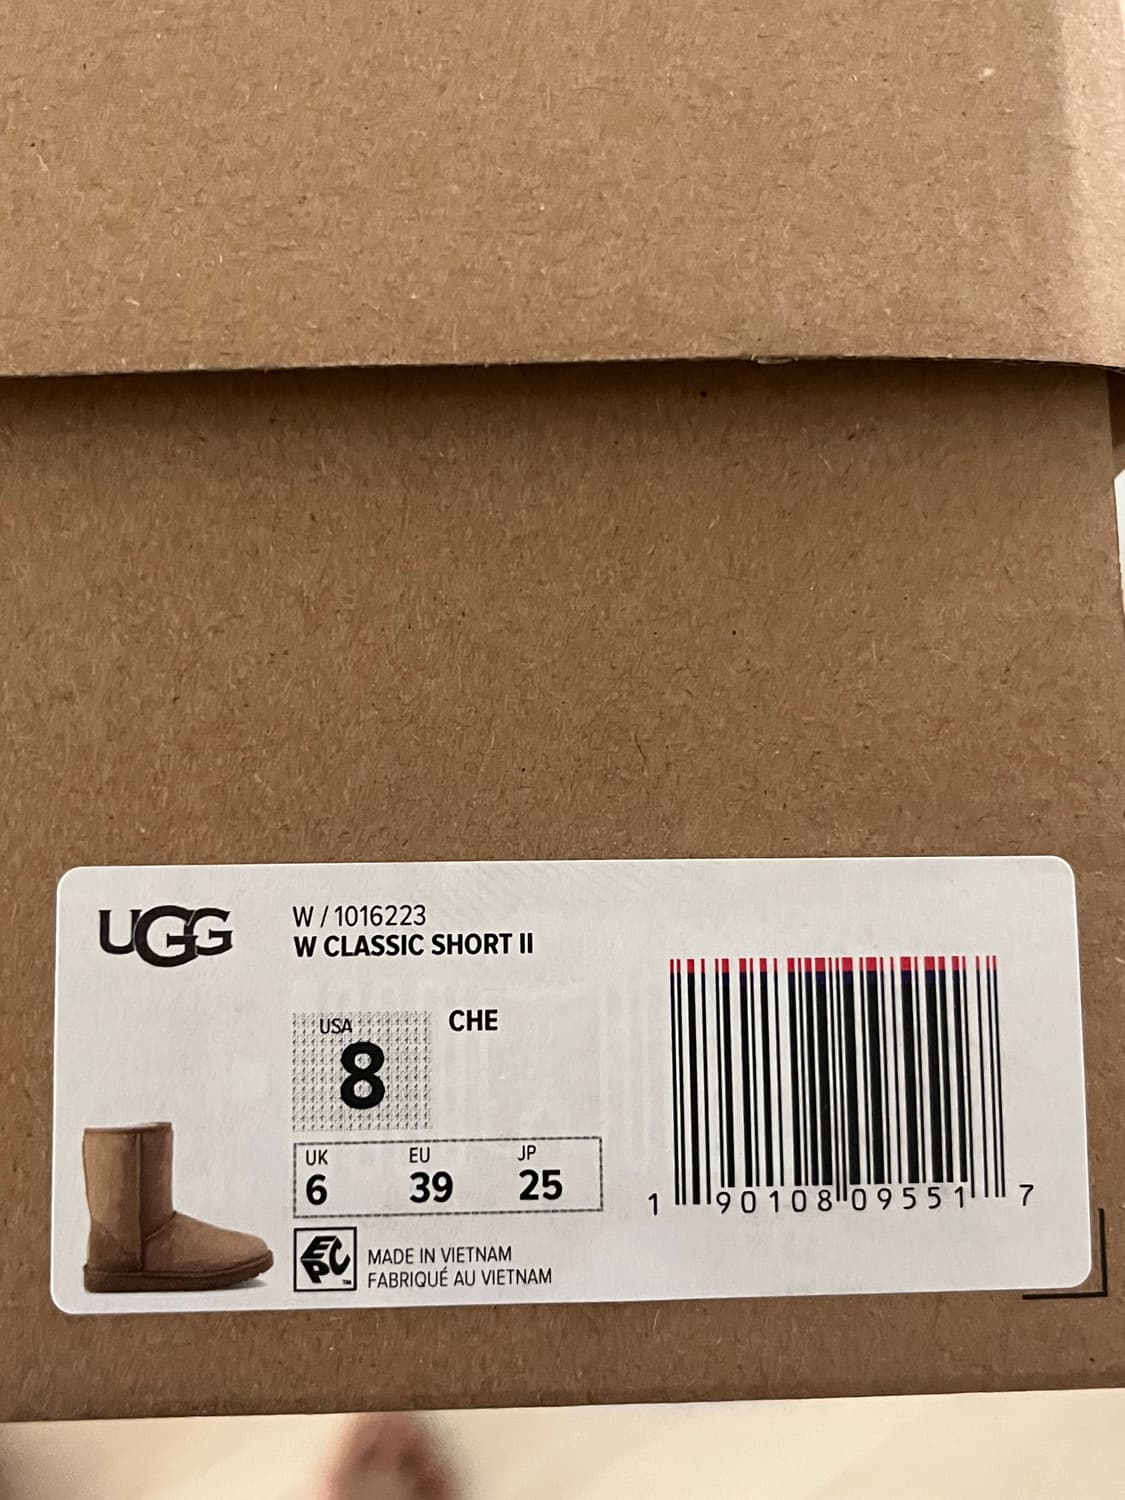 UGG
W / 1016223
W CLASSIC SHORT II
USA
8
CHE
UK
6
EU
39
JP
25
1 90108 09551 7
EPC™
MADE IN VIETNAM
FABRIQUÉ AU VIETNAM